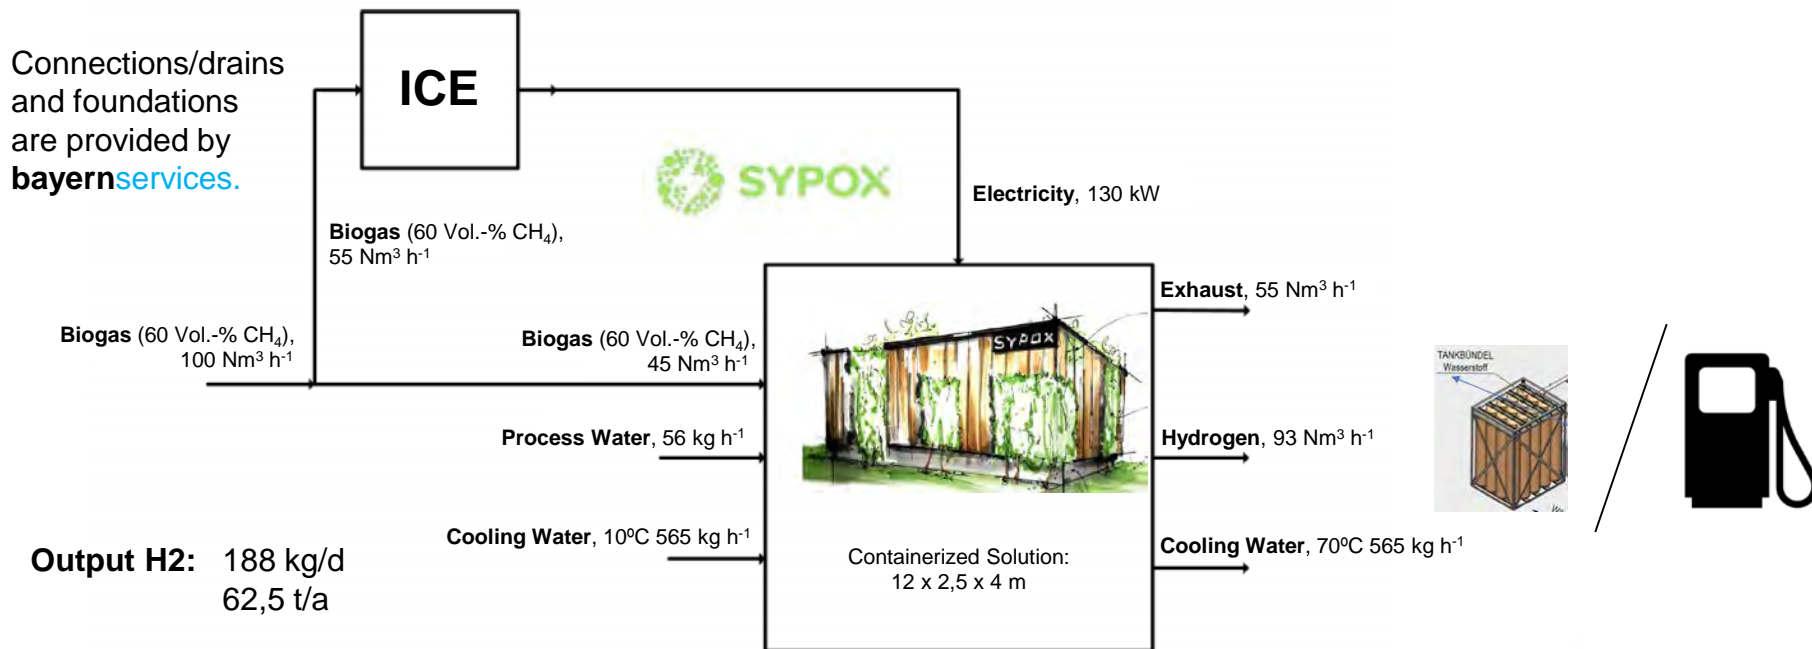 Connections/drains
and foundations
are provided by
bayernservices.
ICE
SYPOX
Electricity, 130 kW
Biogas (60 Vol.-% CH₄),
55 Nm³ h⁻¹
Biogas (60 Vol.-% CH₄),
100 Nm³ h⁻¹
Biogas (60 Vol.-% CH₄),
45 Nm³ h⁻¹
Process Water, 56 kg h⁻¹
Cooling Water, 10ºC 565 kg h⁻¹
SYPOX
Containerized Solution:
12 x 2,5 x 4 m
Exhaust, 55 Nm³ h⁻¹
Hydrogen, 93 Nm³ h⁻¹
Cooling Water, 70ºC 565 kg h⁻¹
TANKBÜNDEL
Wasserstoff
Output H2: 188 kg/d
62,5 t/a